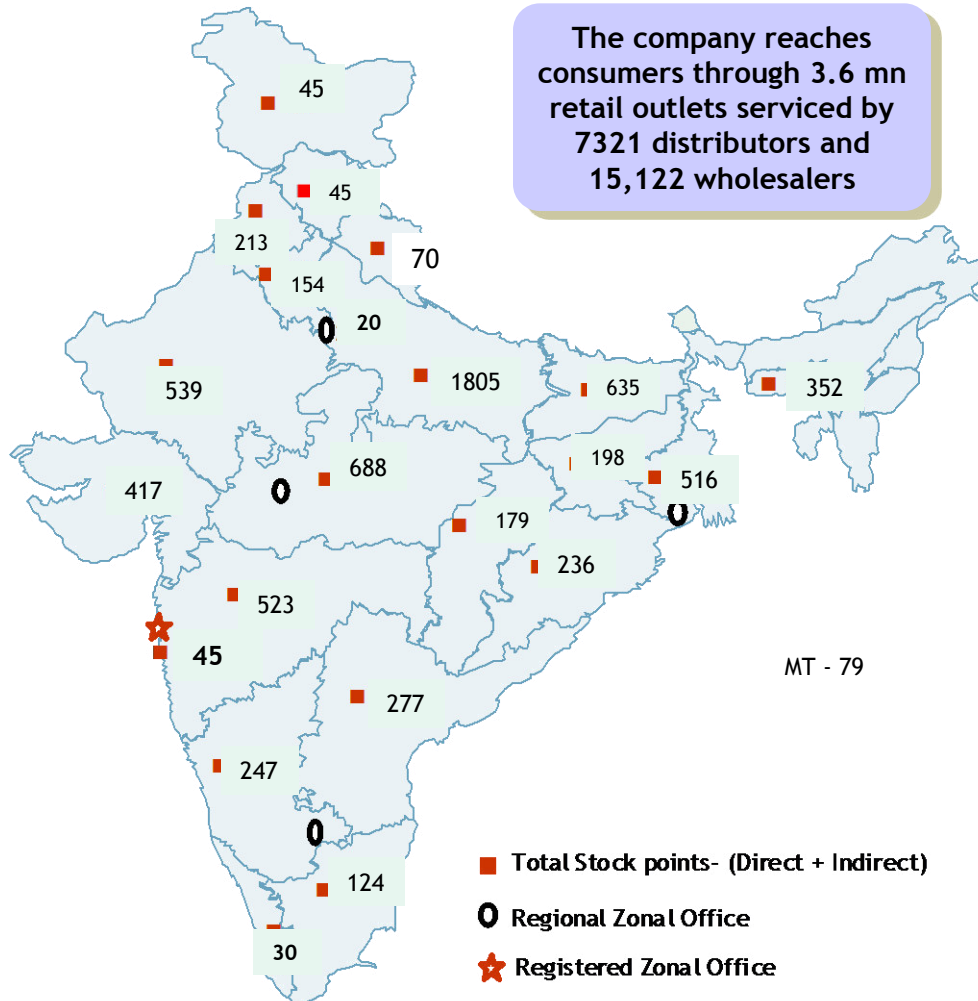 The company reaches
consumers through 3.6 mn
retail outlets serviced by
7321 distributors and
15,122 wholesalers
45
45
213
70
154
20
539
1805
635
352
688
198
516
417
179
236
523
45
MT - 79
277
247
124
30
Total Stock points- (Direct + Indirect)
Regional Zonal Office
Registered Zonal Office